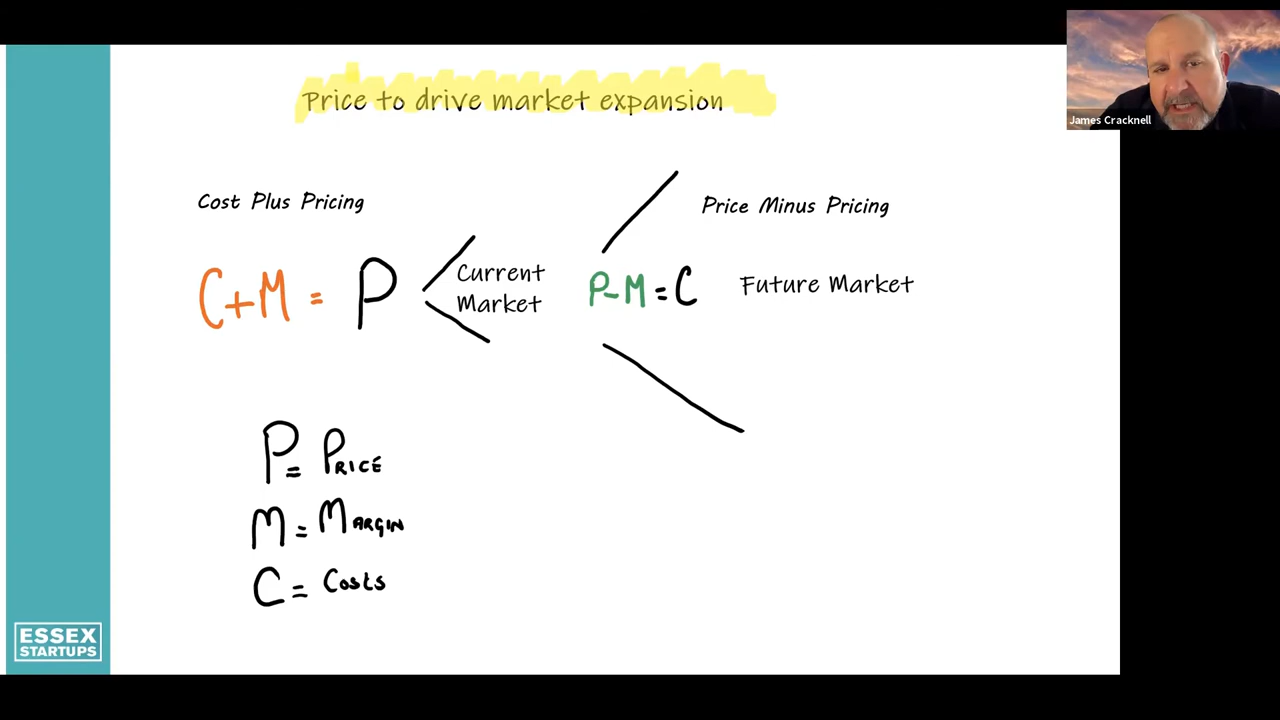 James Cracknell
Price to drive market expansion
Cost Plus Pricing
Price Minus Pricing
C+M = P
Current
Market
P-M=C
Future Market
P = PRICE
M = MARGIN
C = Costs
ESSEX
STARTUPS